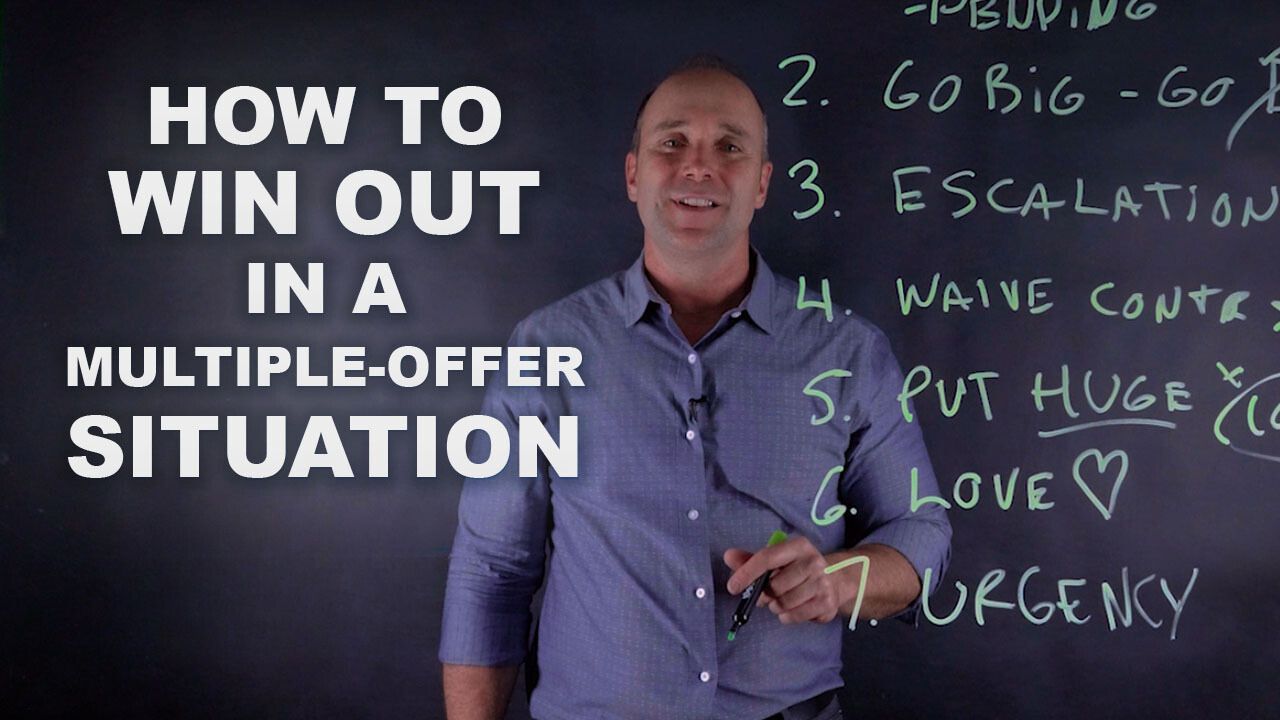 HOW TO
WIN OUT
IN A
MULTIPLE-OFFER
SITUATION
-PENDING
2. GO BIG - GO
3. ESCALATION
4. WAIVE CONT
5. PUT HUGE
6. LOVE ♡
7. URGENCY